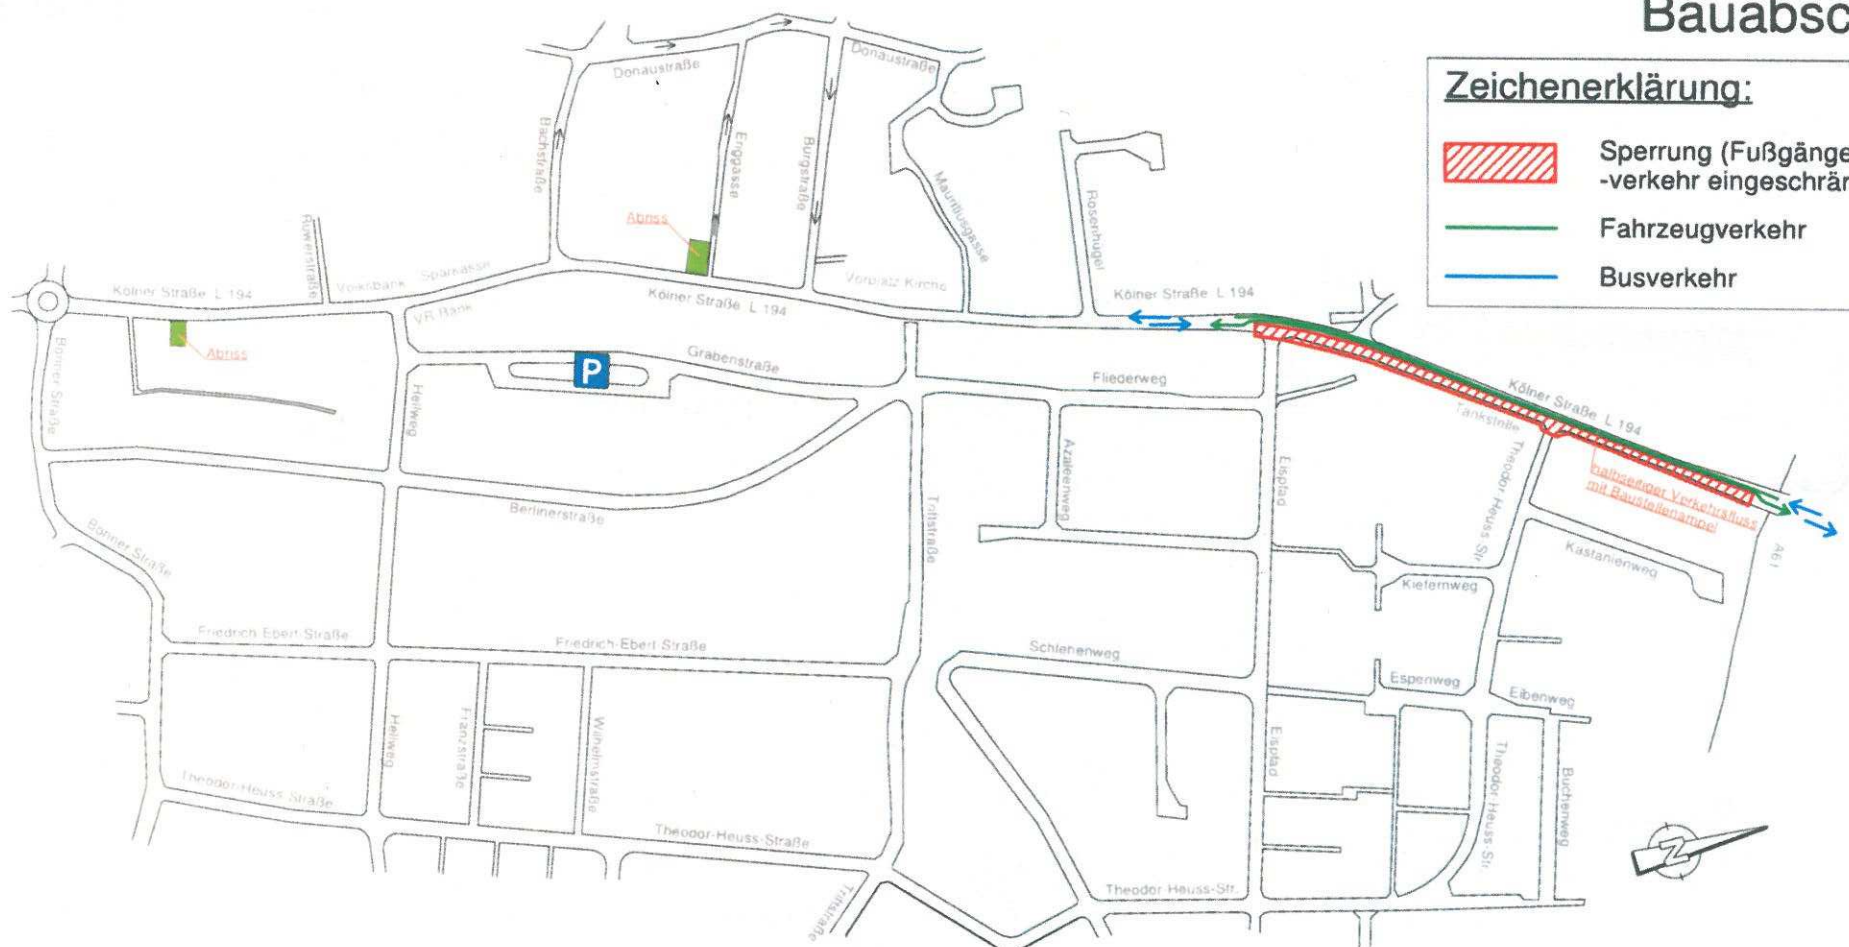 Bauabsc
Zeichenerklärung:
Sperrung (Fußgänge
-verkehr eingeschrän
Fahrzeugverkehr
Busverkehr
Donaustraße
Donaustraße
Bachstraße
Enggasse
Burgstraße
Mauritiusgasse
Rosenhügel
Abriss
Ruwerstraße
Kölner Straße L 194
Volksbank
Sparkasse
VR-Bank
Kölner Straße L 194
Vorplatz Kirche
Kölner Straße L 194
Abriss
P
Grabenstraße
Fliederweg
Bonner Straße
Hellweg
Tankstelle
Kölner Straße L 194
Azaleenweg
Eispfad
Theodor Heuss Str
halbseitiger Verkehrsfluss
mit Baustellenampel
Berlinerstraße
Triftstraße
Bonner Straße
Kastanienweg
A61
Kiefernweg
Friedrich Ebert Straße
Friedrich-Ebert Straße
Schlehenweg
Espenweg
Eibenweg
Hellweg
Franzstraße
Wilhelmstraße
Eispfad
Theodor Heuss-Str.
Buchenweg
Theodor-Heuss Straße
Theodor-Heuss-Straße
Triftstraße
Theodor Heuss-Str.
Z